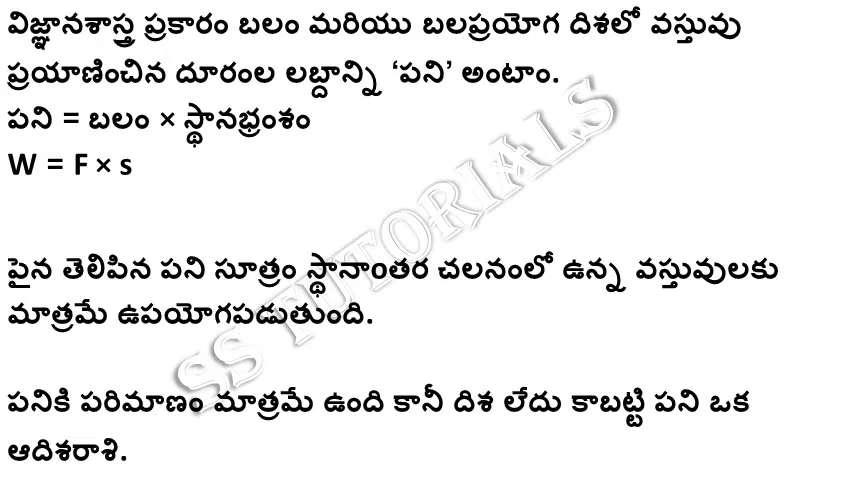 విజ్ఞానశాస్త్ర ప్రకారం బలం మరియు బలప్రయోగ దిశలో వస్తువు
ప్రయాణించిన దూరంల లబ్దాన్ని ‘పని’ అంటాం.
పని = బలం × స్థానభ్రంశం
W = F × s
పైన తెలిపిన పని సూత్రం స్థానాంతర చలనంలో ఉన్న వస్తువులకు
మాత్రమే ఉపయోగపడుతుంది.
పనికి పరిమాణం మాత్రమే ఉంది కానీ దిశ లేదు కాబట్టి పని ఒక
ఆదిశరాశి.
SS TUTORIALS